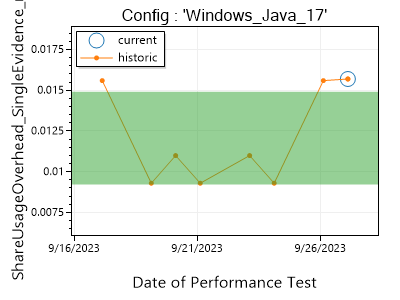 Config : 'Windows_Java_17'
current
historic
ShareUsageOverhead_SingleEvidence_
0.0175
0.015
0.0125
0.01
0.0075
9/16/2023
9/21/2023
9/26/2023
Date of Performance Test